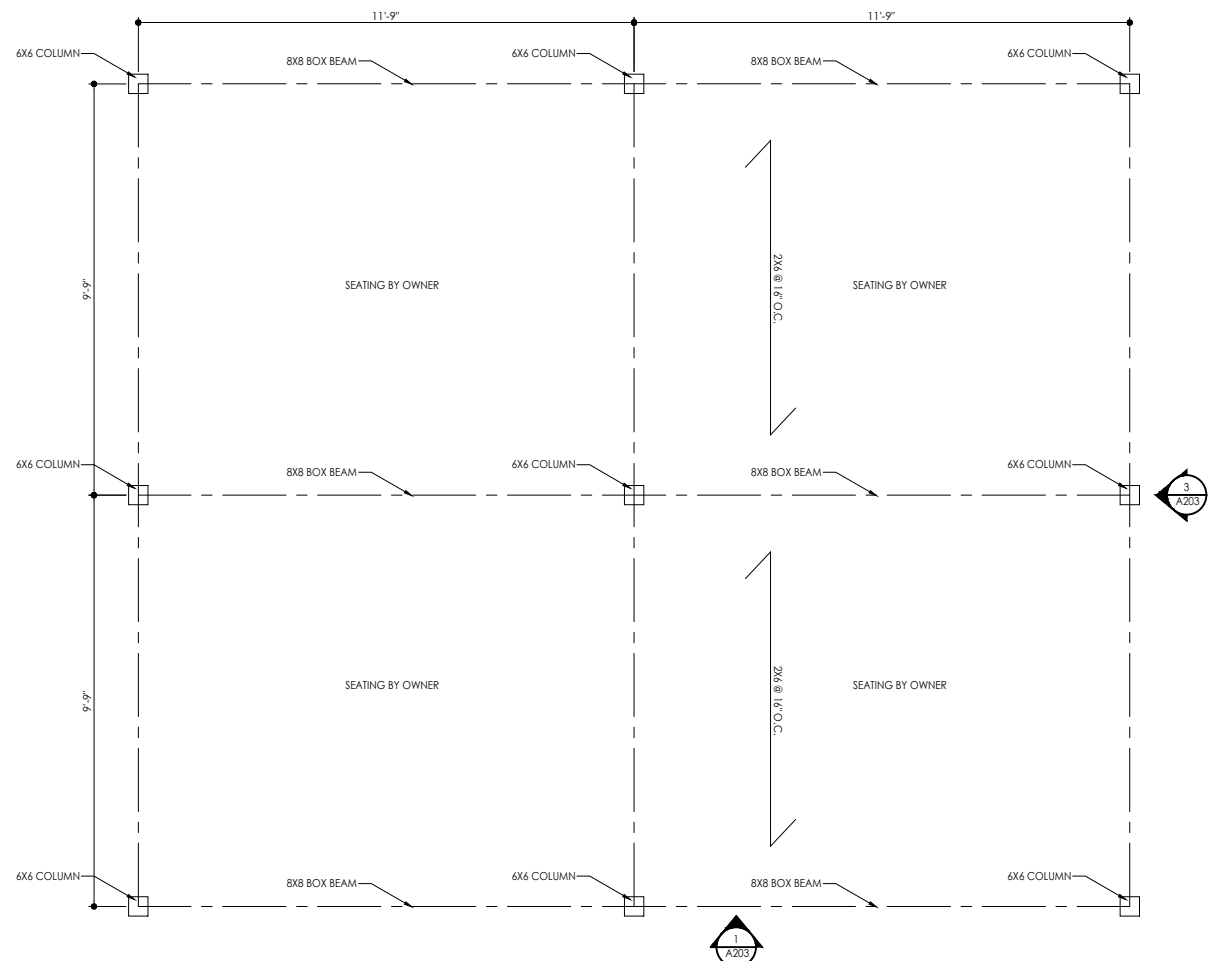 11'-9"
11'-9"
6X6 COLUMN
8X8 BOX BEAM
6X6 COLUMN
8X8 BOX BEAM
6X6 COLUMN
9'-6"
SEATING BY OWNER
2X6 @ 16" O.C.
SEATING BY OWNER
6X6 COLUMN
8X8 BOX BEAM
6X6 COLUMN
8X8 BOX BEAM
6X6 COLUMN
3
A203
9'-6"
SEATING BY OWNER
2X6 @ 16" O.C.
SEATING BY OWNER
6X6 COLUMN
8X8 BOX BEAM
6X6 COLUMN
8X8 BOX BEAM
6X6 COLUMN
1
A203